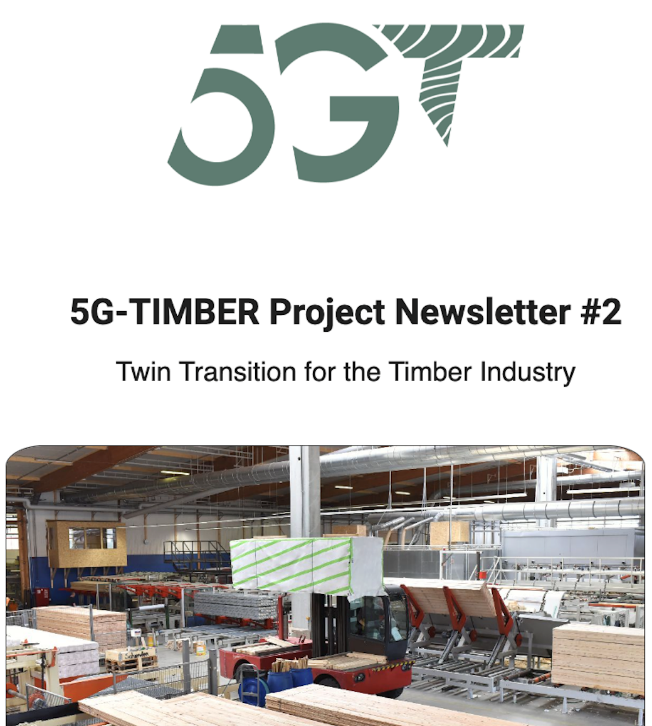 5GT
5G-TIMBER Project Newsletter #2
Twin Transition for the Timber Industry